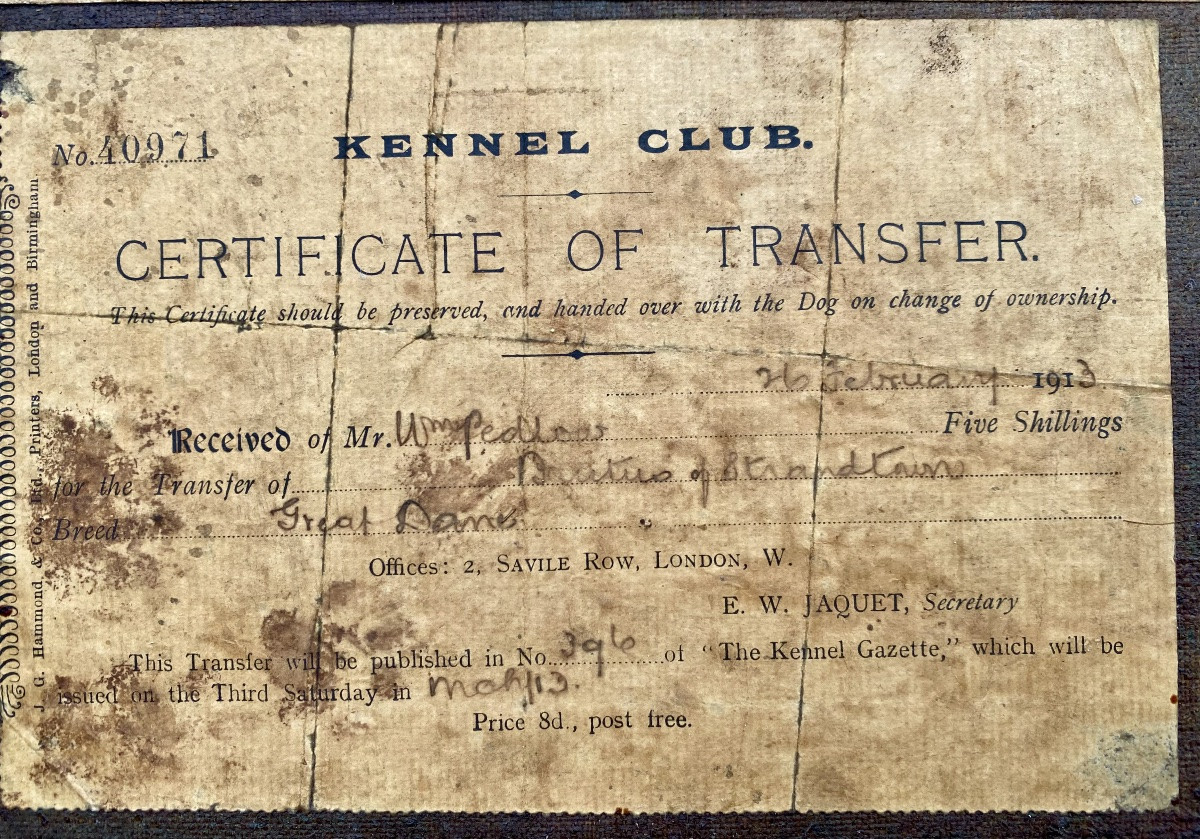 No. 40971
KENNEL CLUB.
CERTIFICATE OF TRANSFER.
This Certificate should be preserved, and handed over with the Dog on change of ownership.
26 February 1913
Received of Mr. Wm Pedlow Five Shillings
for the Transfer of of Strandtown
Breed Great Dane
Offices: 2, SAVILE ROW, LONDON, W.
E. W. JAQUET, Secretary
This Transfer will be published in No. 396 of "The Kennel Gazette," which will be
issued on the Third Saturday in Mch/13.
Price 8d., post free.
J. G. Hammond & Co., Ltd., Printers, London and Birmingham